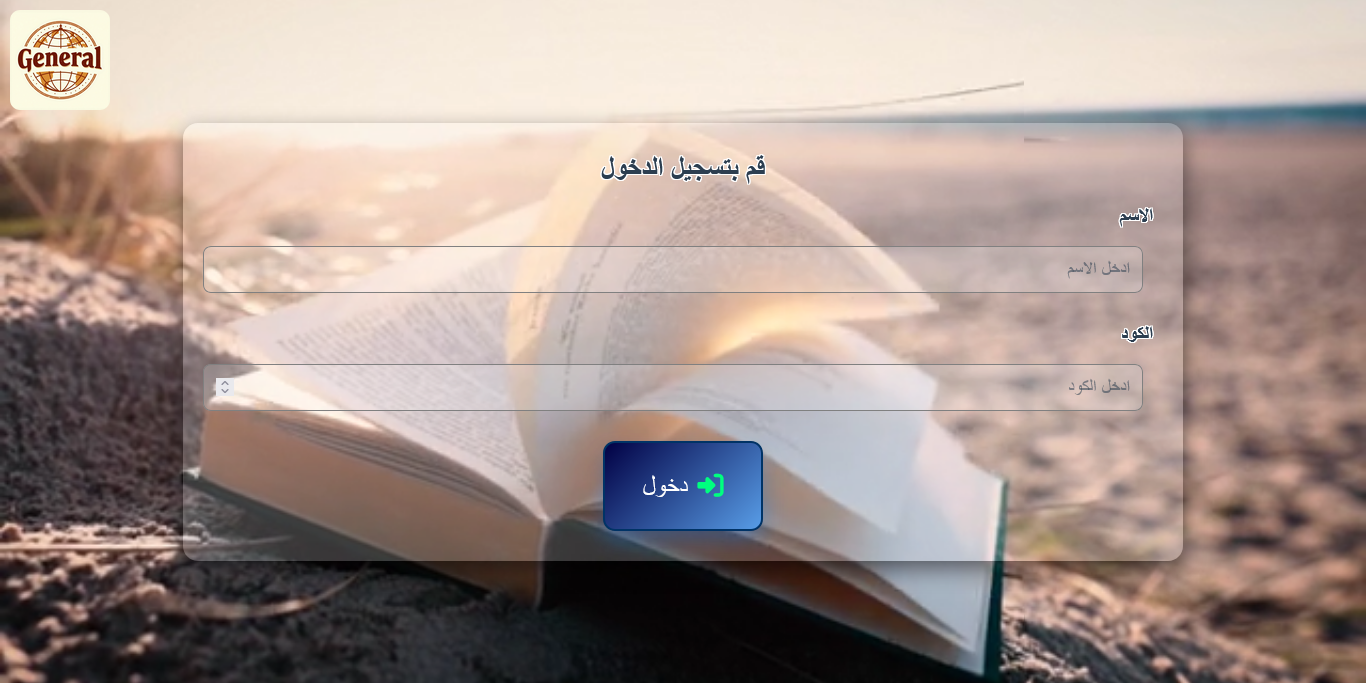 General
قم بتسجيل الدخول
الاسم
ادخل الاسم
الكود
ادخل الكود
دخول